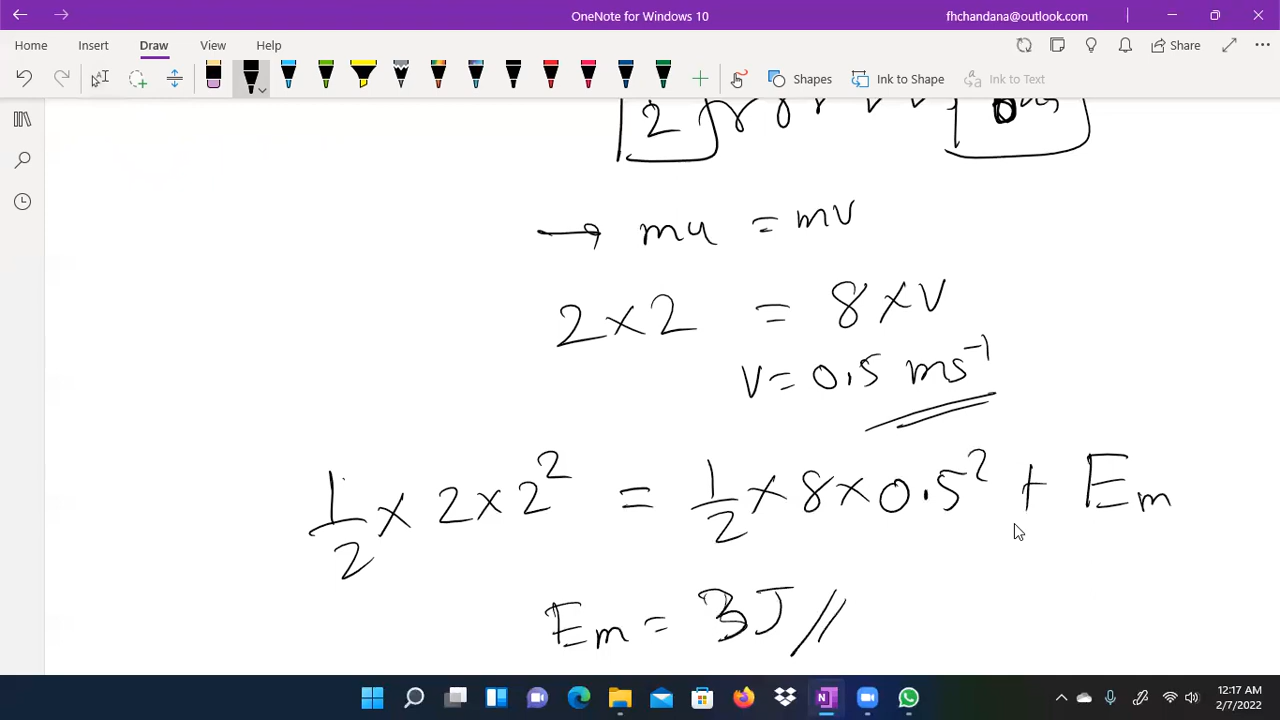 OneNote for Windows 10
fhchandana@outlook.com
Home Insert Draw View Help
Share
Shapes
Ink to Shape
Ink to Text
2
→ mu = mv
2×2 = 8×v
v = 0.5 ms⁻¹
1/2 × 2×2² = 1/2 × 8×0.5² + Em
Em = 3J //
12:17 AM
2/7/2022